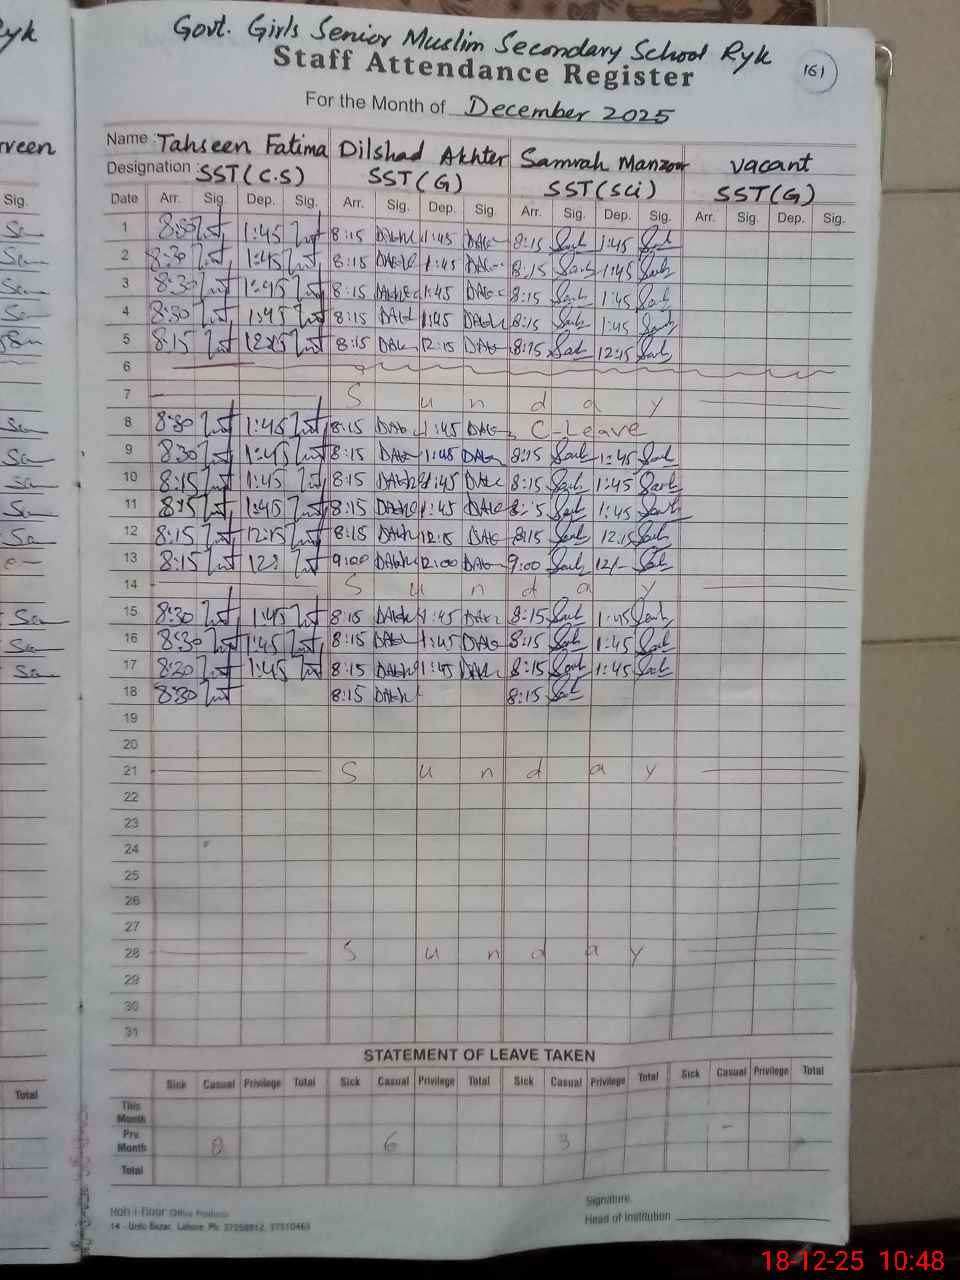 Govt. Girls Senior Muslim Secondary School Ryk
Staff Attendance Register
161
For the Month of December 2025
Name : Tahseen Fatima Dilshad Akhter Samrah Manzoor vacant
Designation : SST(C.S) SST(G) SST(Sci) SST(G)
Date Arr. Sig. Dep. Sig. Arr. Sig. Dep. Sig. Arr. Sig. Dep. Sig. Arr. Sig. Dep. Sig.
1 8:30 1:45 8:15 1:45 8:15 1:45
2 8:30 1:45 8:15 1:45 8:15 1:45
3 8:30 1:45 8:15 1:45 8:15 1:45
4 8:30 1:45 8:15 1:45 8:15 1:45
5 8:15 12:15 8:15 12:15 8:15 12:15
6
7 S u n d a y
8 8:30 1:45 8:15 1:45 C-Leave
9 8:30 1:45 8:15 1:45 8:15 1:45
10 8:15 1:45 8:15 1:45 8:15 1:45
11 8:15 1:45 8:15 1:45 1:45
12 8:15 12:15 8:15 12:15 8:15 12:15
13 8:15 9:00 12:00 9:00 12/-
14 S u n d a y
15 8:30 1:45 8:15 1:45 8:15 1:45
16 8:30 1:45 8:15 1:45 8:15 1:45
17 8:30 1:45 8:15 1:45 8:15 1:45
18 8:30 8:15 8:15
19
20
21 S u n d a y
22
23
24
25
26
27
28 S u n d a y
29
30
31
STATEMENT OF LEAVE TAKEN
Sick Casual Privilege Total Sick Casual Privilege Total Sick Casual Privilege Total Sick Casual Privilege Total
This Month -
Pre Month 8 6 3
Total
Signature
Head of Institution
14 - Urdu Bazar, Lahore. Ph:
Sig.
Total
18-12-25 10:48